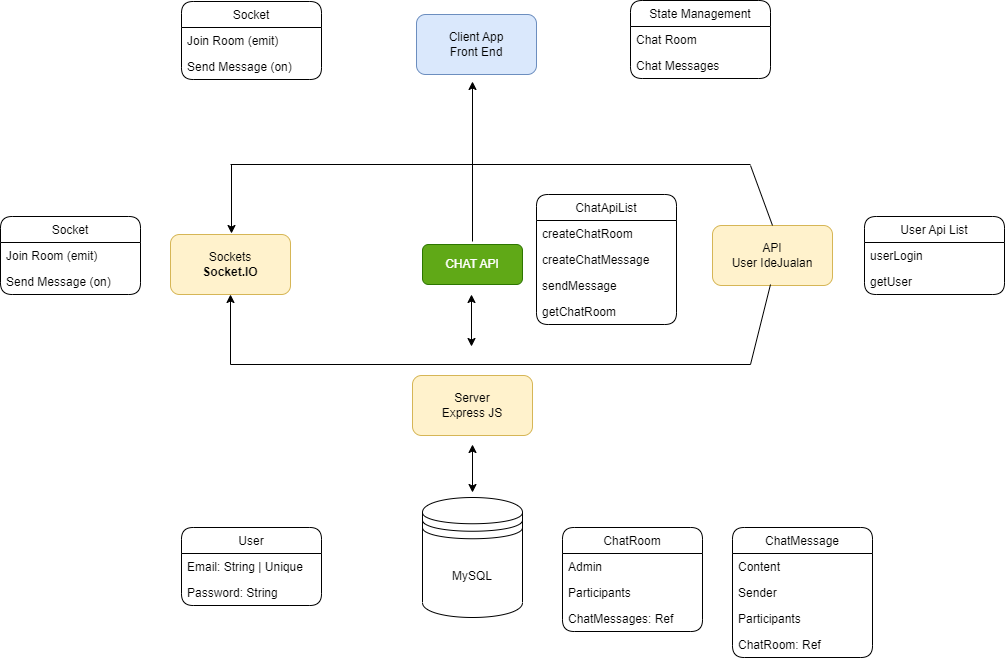 Socket
Join Room (emit)
Send Message (on)
Client App
Front End
State Management
Chat Room
Chat Messages
Socket
Join Room (emit)
Send Message (on)
Sockets
Socket.IO
CHAT API
ChatApiList
createChatRoom
createChatMessage
sendMessage
getChatRoom
API
User IdeJualan
User Api List
userLogin
getUser
Server
Express JS
MySQL
User
Email: String | Unique
Password: String
ChatRoom
Admin
Participants
ChatMessages: Ref
ChatMessage
Content
Sender
Participants
ChatRoom: Ref